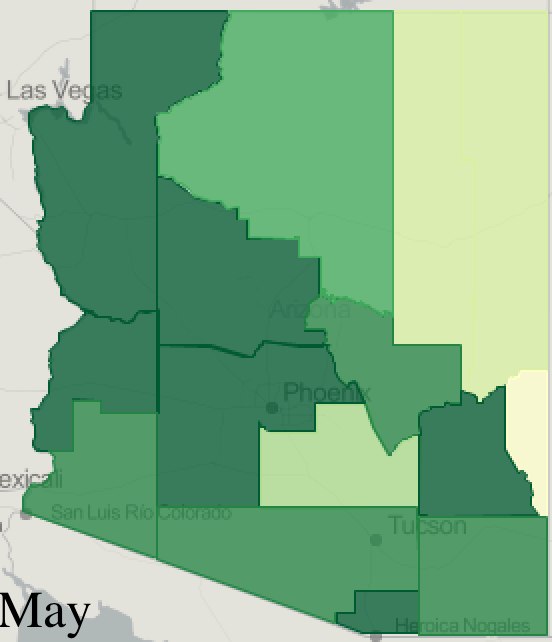 Las Vegas
Arizona
Phoenix
exicali
San Luis Río Colorado
Tucson
May
Heroica Nogales